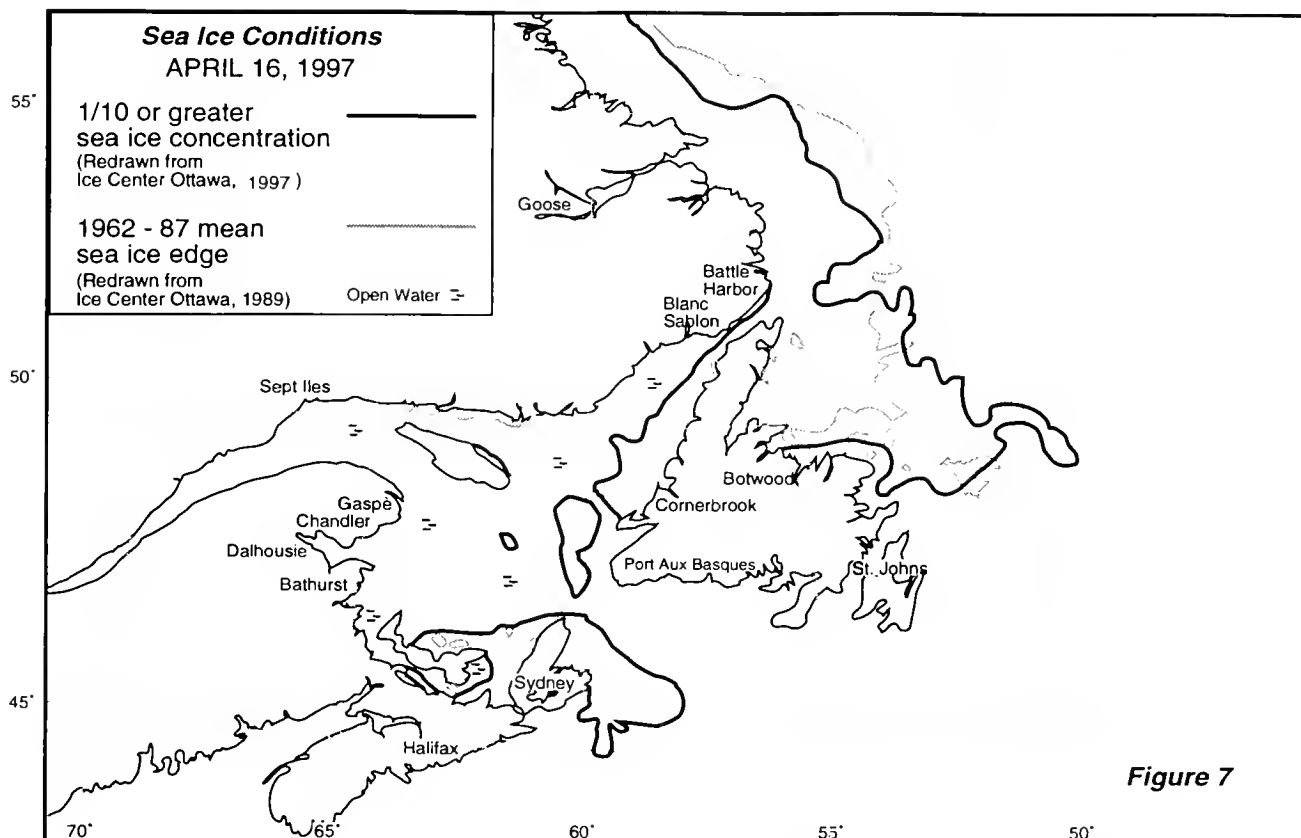 Sea Ice Conditions
APRIL 16, 1997
1/10 or greater
sea ice concentration
(Redrawn from
Ice Center Ottawa, 1997 )
1962 - 87 mean
sea ice edge
(Redrawn from
Ice Center Ottawa, 1989)
Open Water
55°
50°
45°
Goose
Battle
Harbor
Blanc
Sablon
Sept Iles
Botwood
Cornerbrook
Gaspè
Chandler
Dalhousie
Port Aux Basques
St. Johns
Bathurst
Sydney
Halifax
Figure 7
70°
65°
60°
55°
50°